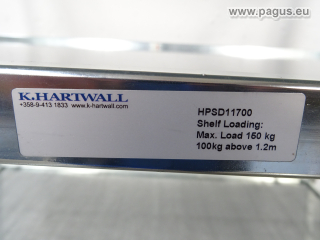 www.pagus.eu
K.HARTWALL
+358-9-413 1833 www.k-hartwall.com
HPSD11700
Shelf Loading:
Max. Load 150 kg
100kg above 1.2m